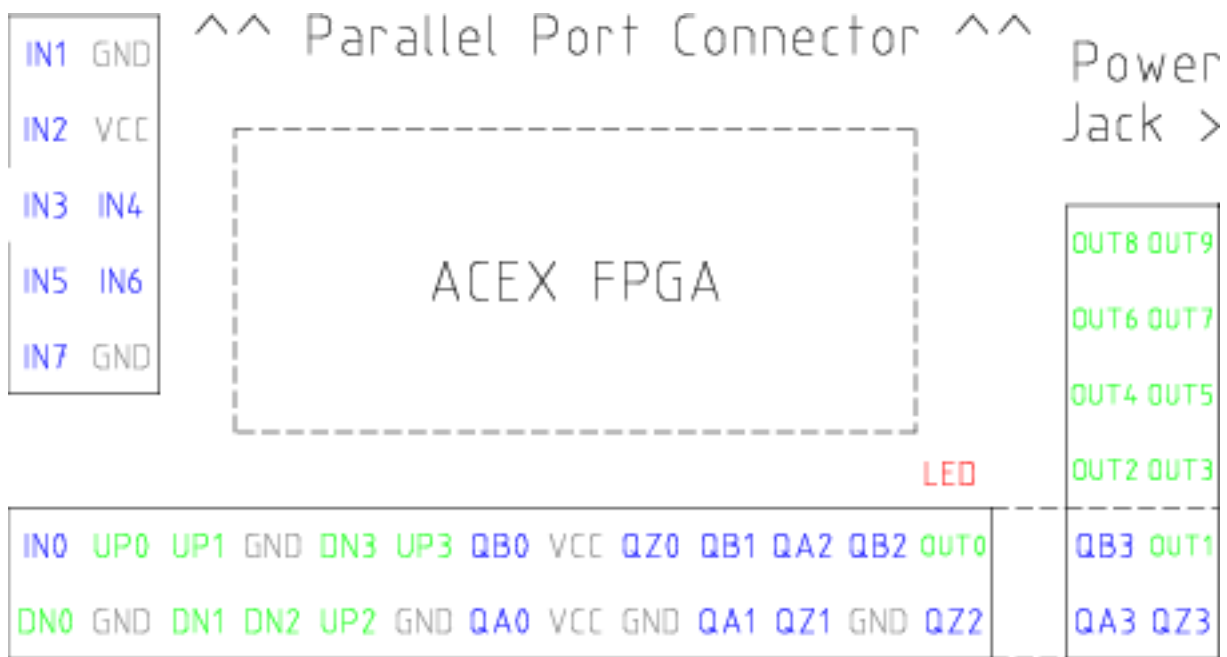 ^^ Parallel Port Connector ^^
Power
Jack >
IN1 GND
IN2 VCC
IN3 IN4
IN5 IN6
IN7 GND
ACEX FPGA
OUT8 OUT9
OUT6 OUT7
OUT4 OUT5
OUT2 OUT3
LED
IN0 UP0 UP1 GND DN3 UP3 QB0 VCC QZ0 QB1 QA2 QB2 OUT0 QB3 OUT1
DN0 GND DN1 DN2 UP2 GND QA0 VCC GND QA1 QZ1 GND QZ2 QA3 QZ3